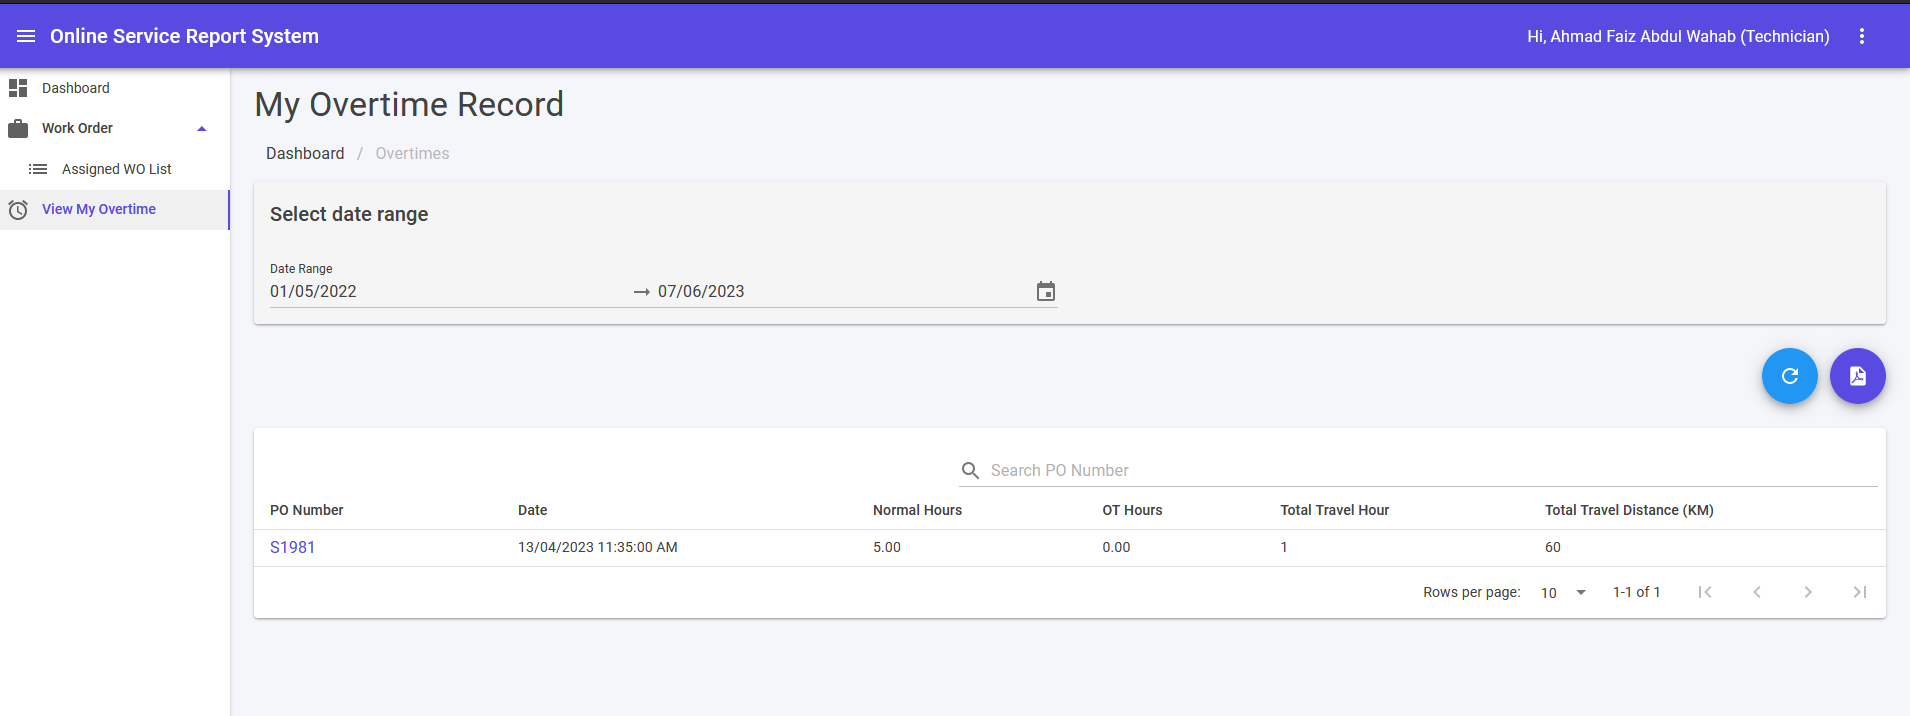 Online Service Report System
Hi, Ahmad Faiz Abdul Wahab (Technician)
Dashboard
Work Order
Assigned WO List
View My Overtime
My Overtime Record
Dashboard / Overtimes
Select date range
Date Range
01/05/2022 → 07/06/2023
Search PO Number
PO Number Date Normal Hours OT Hours Total Travel Hour Total Travel Distance (KM)
S1981 13/04/2023 11:35:00 AM 5.00 0.00 1 60
Rows per page: 10 1-1 of 1